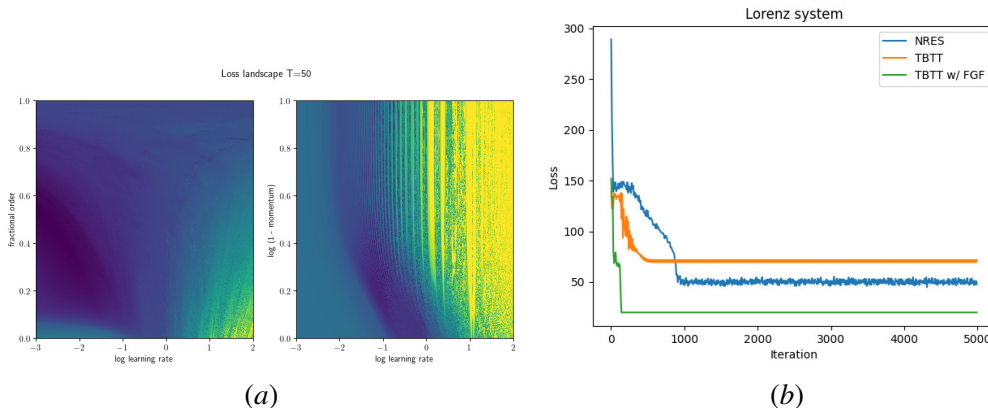 Loss landscape T=50
fractional order
1.0
0.8
0.6
0.4
0.2
0.0
−3 −2 −1 0 1 2
log learning rate
log (1 - momentum)
1.0
0.8
0.6
0.4
0.2
0.0
−3 −2 −1 0 1 2
log learning rate
(a)
Lorenz system
NRES
TBTT
TBTT w/ FGF
Loss
300
250
200
150
100
50
0 1000 2000 3000 4000 5000
Iteration
(b)